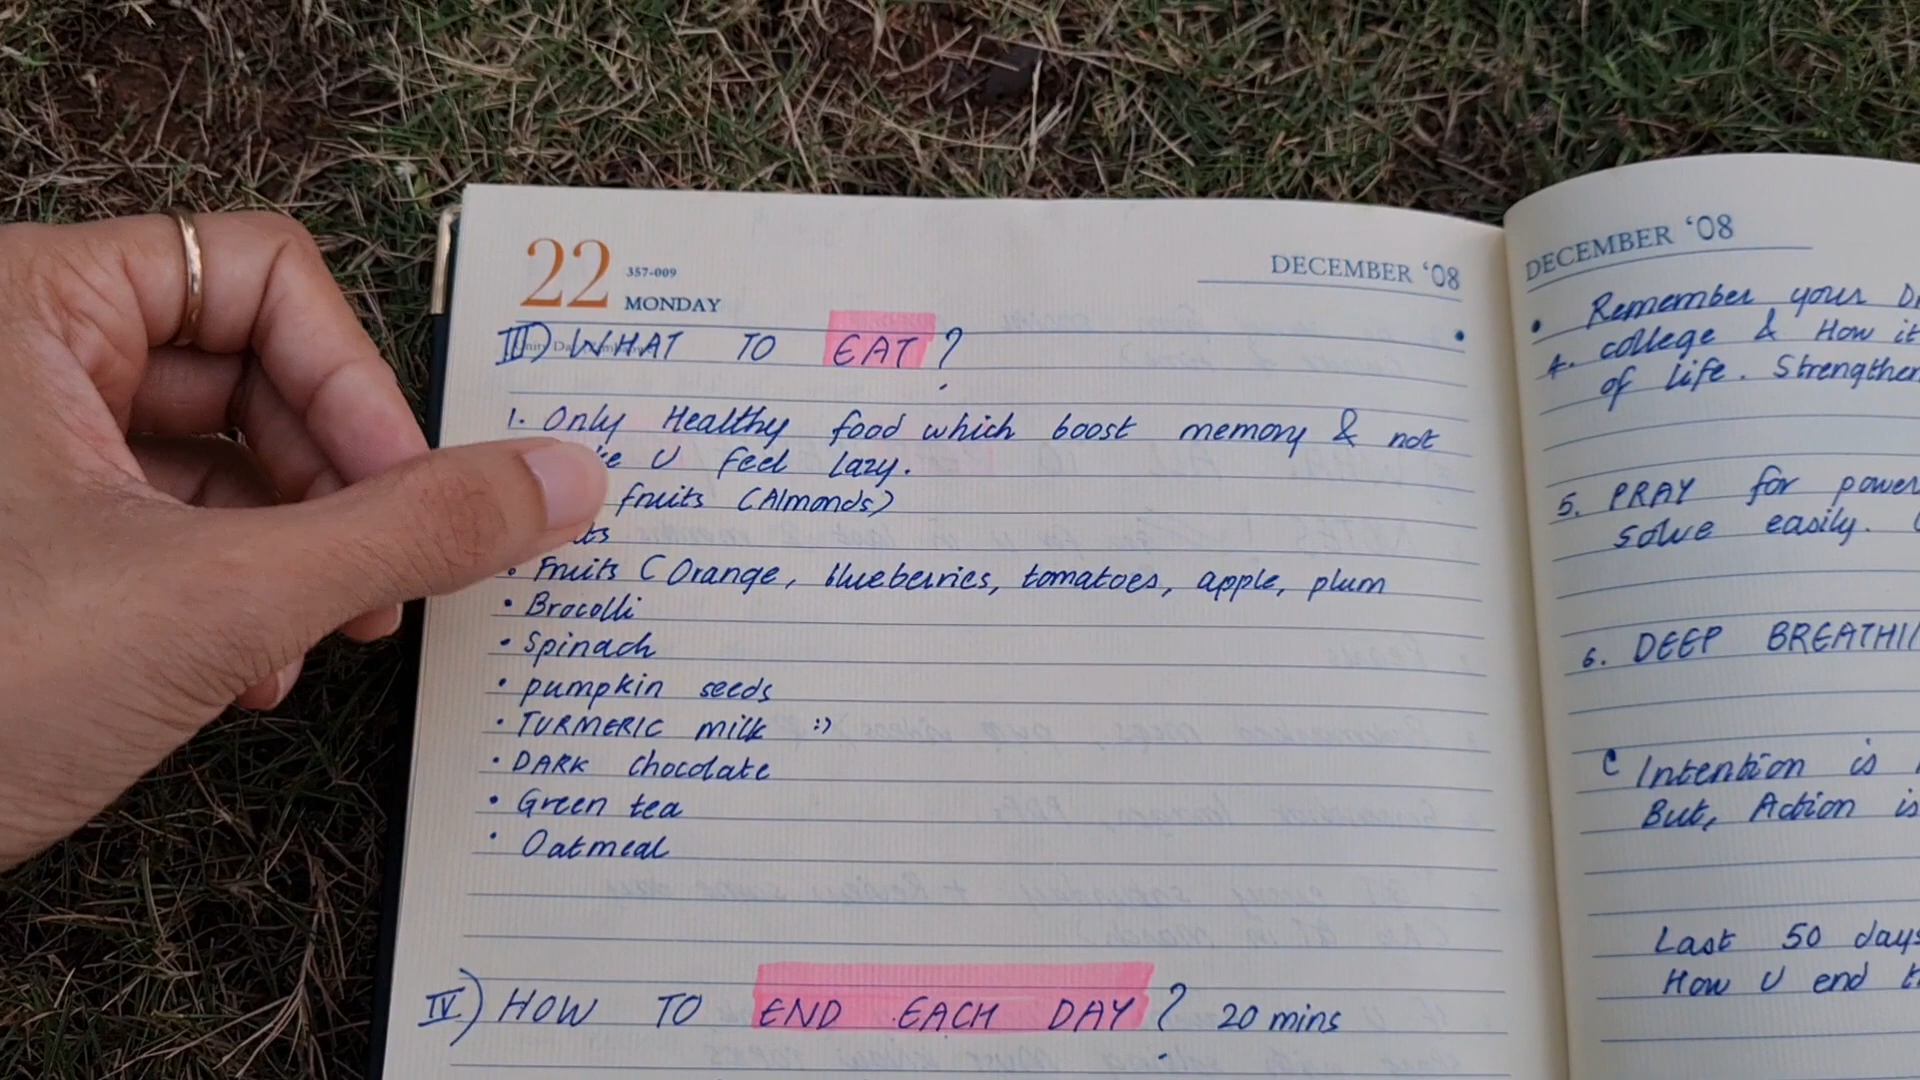 22
357-009
MONDAY
DECEMBER '08
III) WHAT TO EAT ?
1. Only Healthy food which boost memory & not
U feel lazy.
fruits (Almonds)
• Fruits ( Orange, blueberries, tomatoes, apple, plum
• Brocolli
• Spinach
• pumpkin seeds
• TURMERIC milk :)
• DARK chocolate
• Green tea
• Oatmeal
IV) HOW TO END EACH DAY ? 20 mins
DECEMBER '08
• Remember your
4. college & How it
of life. Strengthen
5. PRAY for power
solve easily.
6. DEEP
Intention is
But, Action is
Last 50 days
How U end